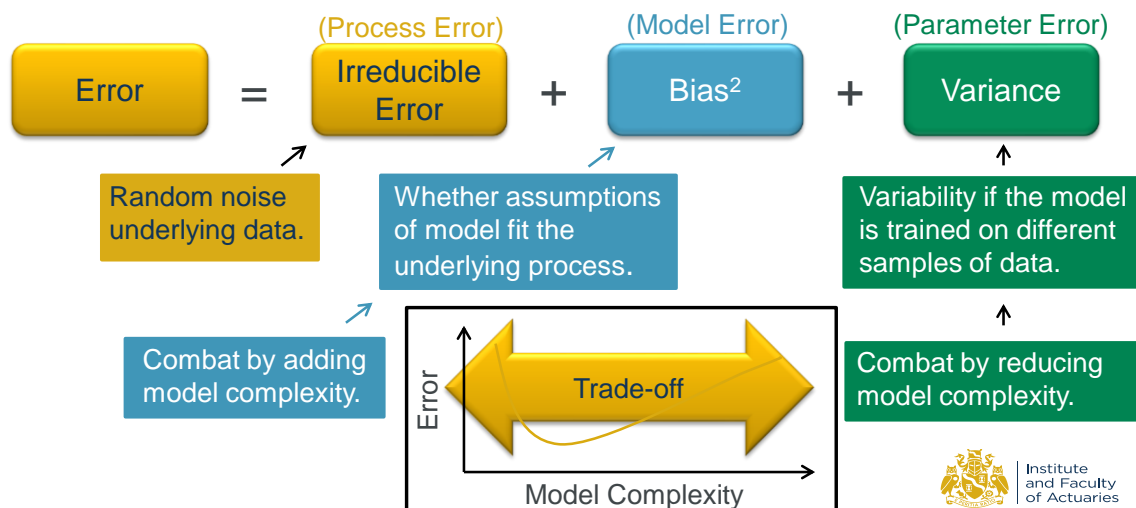 (Process Error)
(Model Error)
(Parameter Error)
Error
=
Irreducible
Error
+
Bias²
+
Variance
Random noise
underlying data.
Whether assumptions
of model fit the
underlying process.
Variability if the model
is trained on different
samples of data.
Combat by adding
model complexity.
Error
Trade-off
Model Complexity
Combat by reducing
model complexity.
Institute
and Faculty
of Actuaries